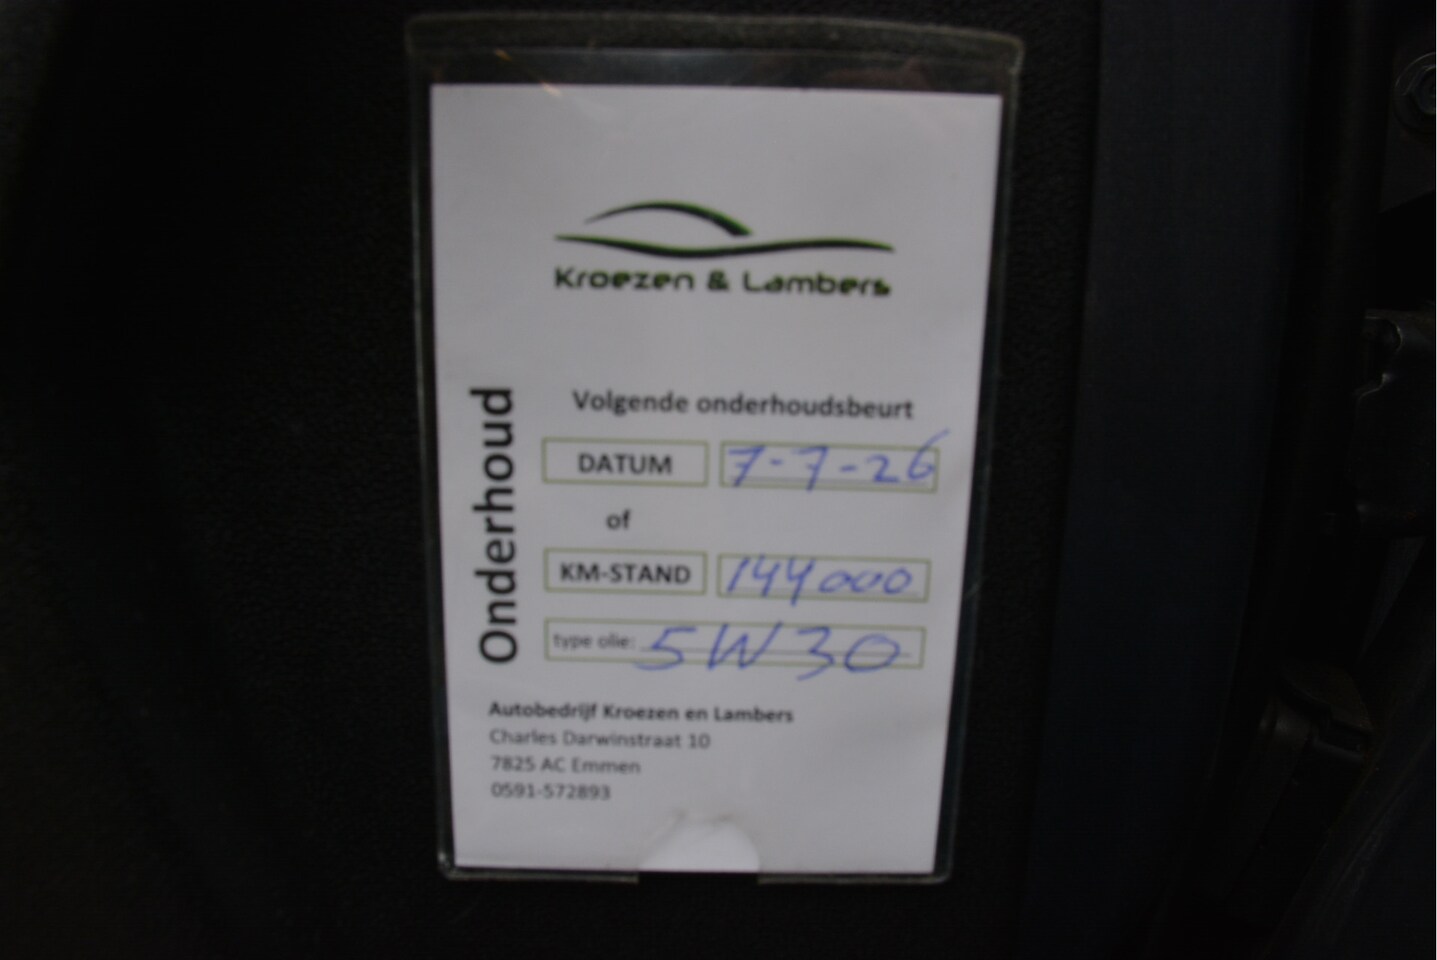 Kroezen & Lambers
Onderhoud
Volgende onderhoudsbeurt
DATUM 7-7-26
of
KM-STAND 144000
type olie: 5W30
Autobedrijf Kroezen en Lambers
Charles Darwinstraat 10
7825 AC Emmen
0591-572893